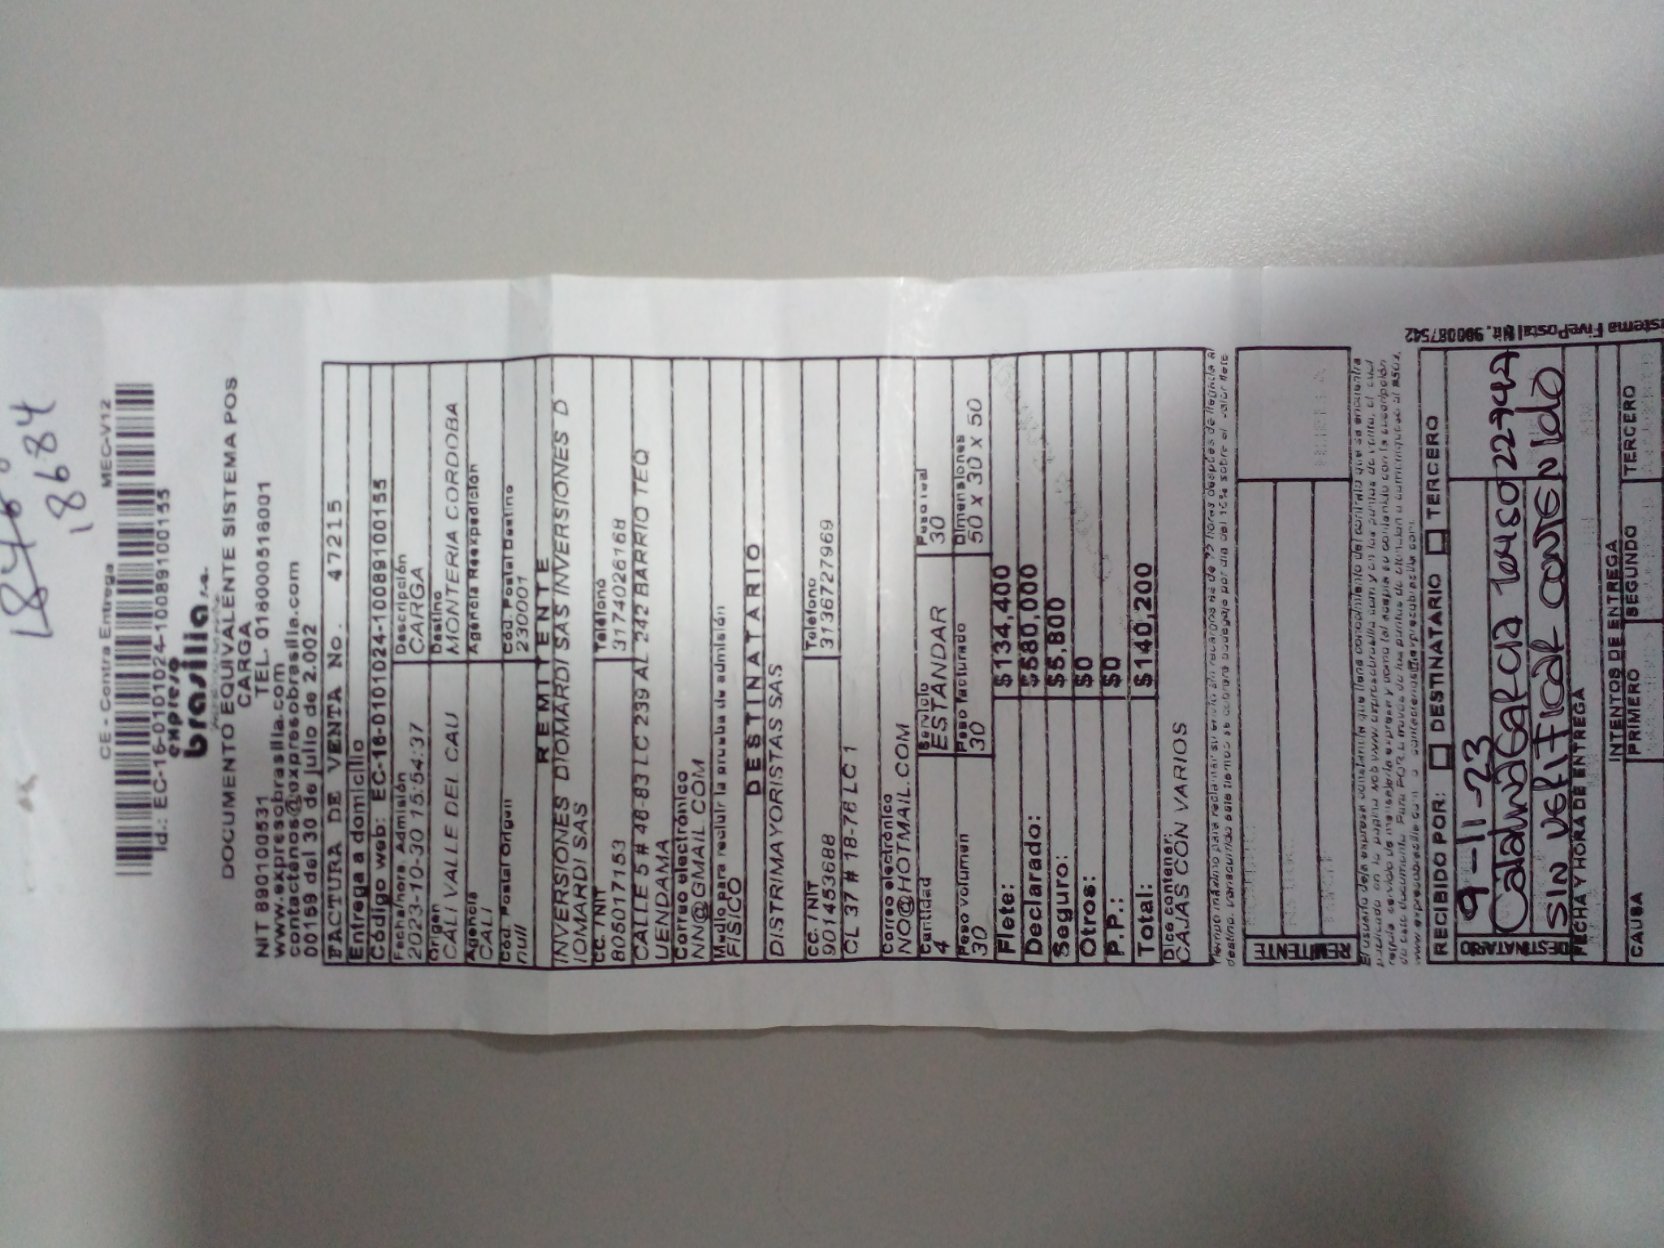 18684
CE - Contra Entrega MEC-V12
Id.: EC-16-0101024-1008910​0155
expreso
brasilia s.a.
DOCUMENTO EQUIVALENTE SISTEMA POS
CARGA
NIT 890100531 TEL. 018000518001
www.expresobrasilia.com
contactenos@expresobrasilia.com
00159 del 30 de julio de 2.002
FACTURA DE VENTA No. 47215
Entrega a domicilio
Código web: EC-16-0101024-1008910​0155
Fecha/hora Admisión Descripción
2023-10-30 15:54:37 CARGA
Origen Destino
CALI VALLE DEL CAU MONTERIA CORDOBA
Agencia Agencia Reexpedición
CALI
Cód. Postal Origen Cód. Postal Destino
null 230001
REMITENTE
INVERSIONES DIOMARDI SAS INVERSIONES D
IOMARDI SAS
CC. / NIT Teléfono
805017153 3174026168
CALLE 5 # 46-83 LC 239 AL 242 BARRIO TEQ
UENDAMA
Correo electrónico
NN@GMAIL.COM
Medio para recibir la prueba de admisión
FISICO
DESTINATARIO
DISTRIMAYORISTAS SAS
CC. / NIT Teléfono
901453688 3136727969
CL 37 # 18-76 LC 1
Correo electrónico
NO@HOTMAIL.COM
Cantidad Servicio Peso real
4 ESTANDAR 30
Peso volumen Peso facturado Dimensiones
30 30 50 x 30 x 50
Flete: $134,400
Declarado: $580,000
Seguro: $5,800
Otros: $0
P.P.: $0
Total: $140,200
Dice contener:
CAJAS CON VARIOS
REMITENTE
Sistema FivePostal Nit. 900087542
RECIBIDO POR: DESTINATARIO TERCERO
DESTINATARIO
9-11-23
Garcia
SIN VERIFICAR CONTENIDO
FECHA Y HORA DE ENTREGA
INTENTOS DE ENTREGA
CAUSA PRIMERO SEGUNDO TERCERO